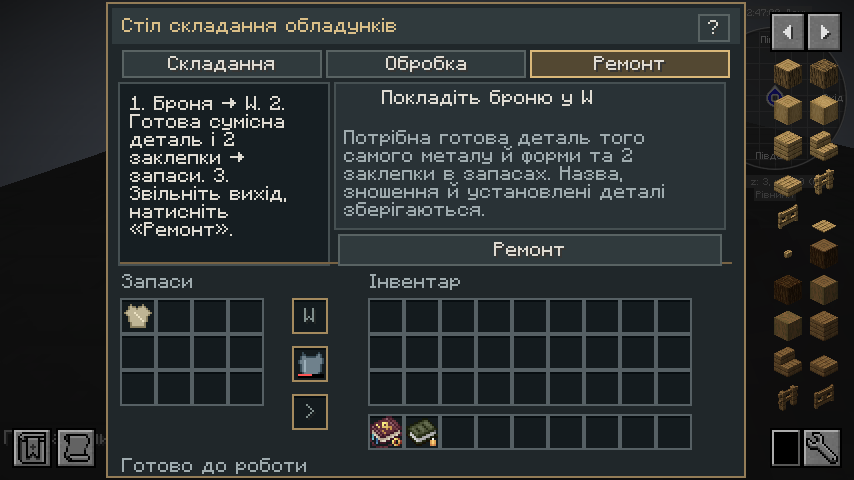 Стіл складання обладунків
?
Складання
Обробка
Ремонт
1. Броня → W. 2.
Готова сумісна
деталь і 2
заклепки →
запаси. 3.
Звільніть вихід,
натисніть
«Ремонт».
Покладіть броню у W
Потрібна готова деталь того
самого металу й форми та 2
заклепки в запасах. Назва,
зношення й установлені деталі
зберігаються.
Ремонт
Запаси
Інвентар
W
>
Готово до роботи